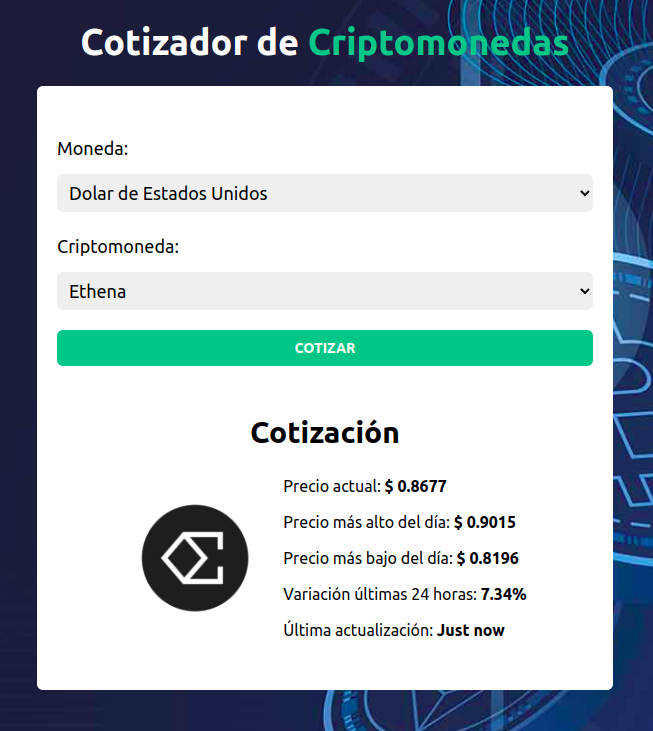 Cotizador de Criptomonedas
Moneda:
Dolar de Estados Unidos
Criptomoneda:
Ethena
COTIZAR
Cotización
Precio actual: $ 0.8677
Precio más alto del día: $ 0.9015
Precio más bajo del día: $ 0.8196
Variación últimas 24 horas: 7.34%
Última actualización: Just now